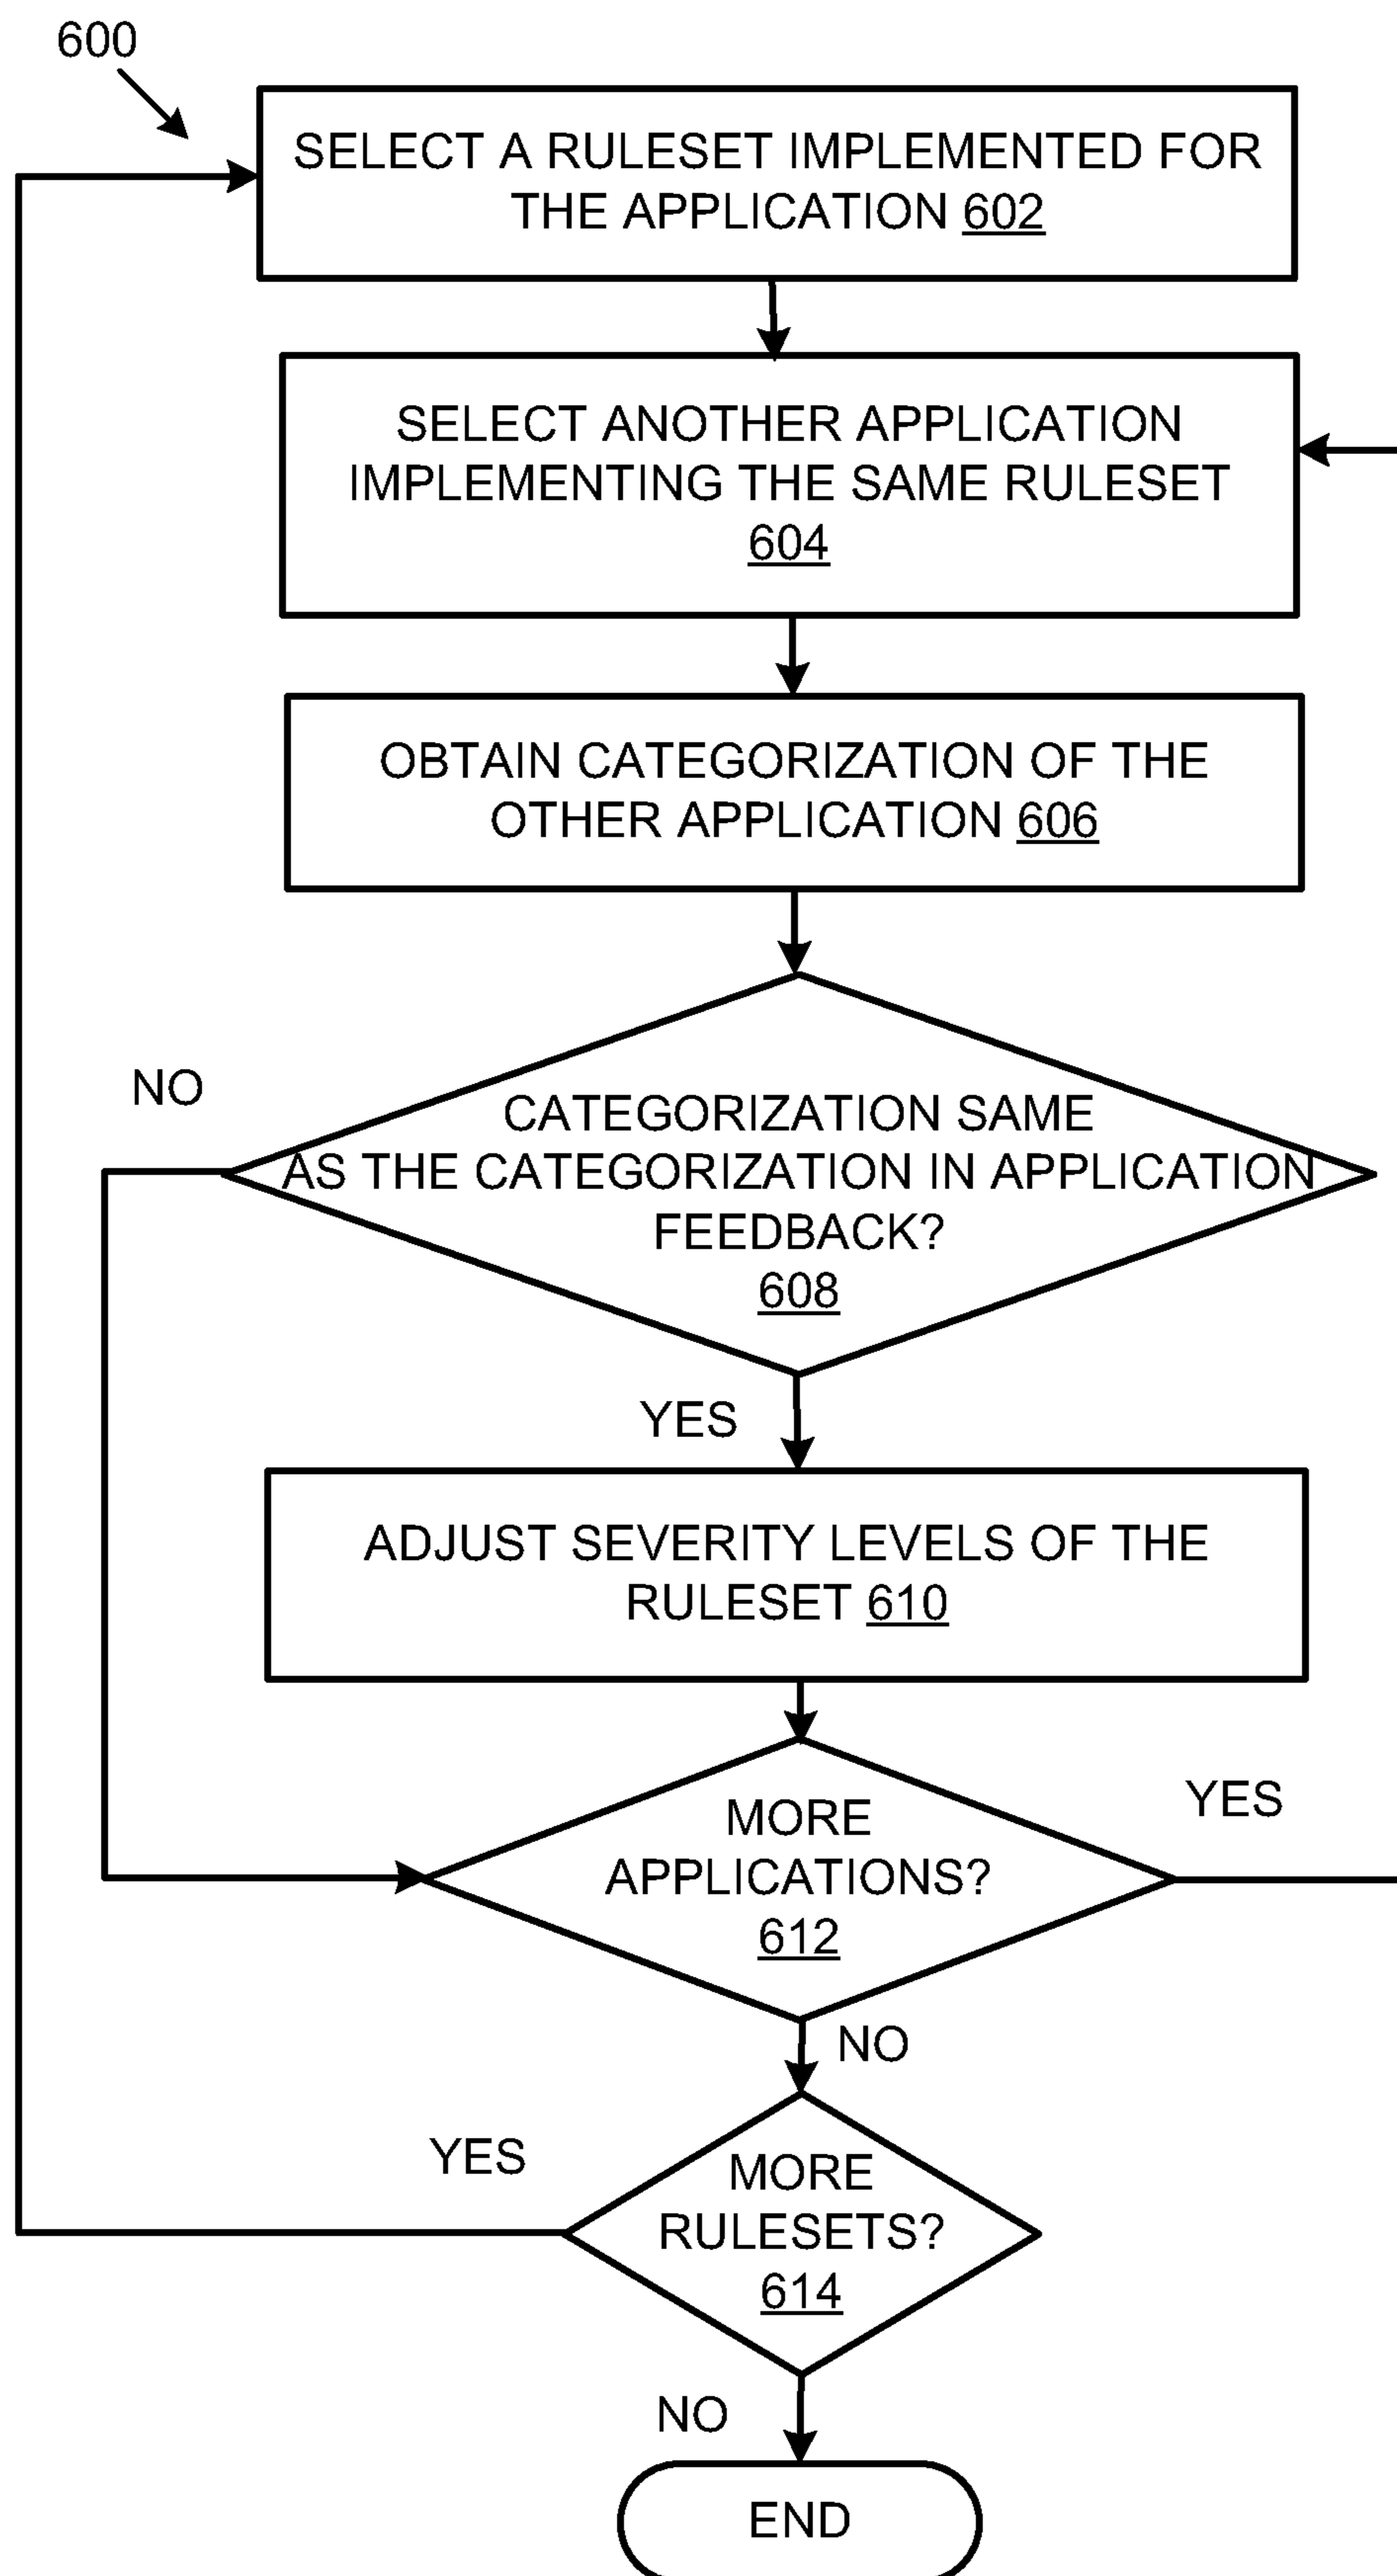 600
SELECT A RULESET IMPLEMENTED FOR
THE APPLICATION 602
SELECT ANOTHER APPLICATION
IMPLEMENTING THE SAME RULESET
604
OBTAIN CATEGORIZATION OF THE
OTHER APPLICATION 606
NO
CATEGORIZATION SAME
AS THE CATEGORIZATION IN APPLICATION
FEEDBACK?
608
YES
ADJUST SEVERITY LEVELS OF THE
RULESET 610
MORE
APPLICATIONS?
612
YES
NO
YES
MORE
RULESETS?
614
NO
END